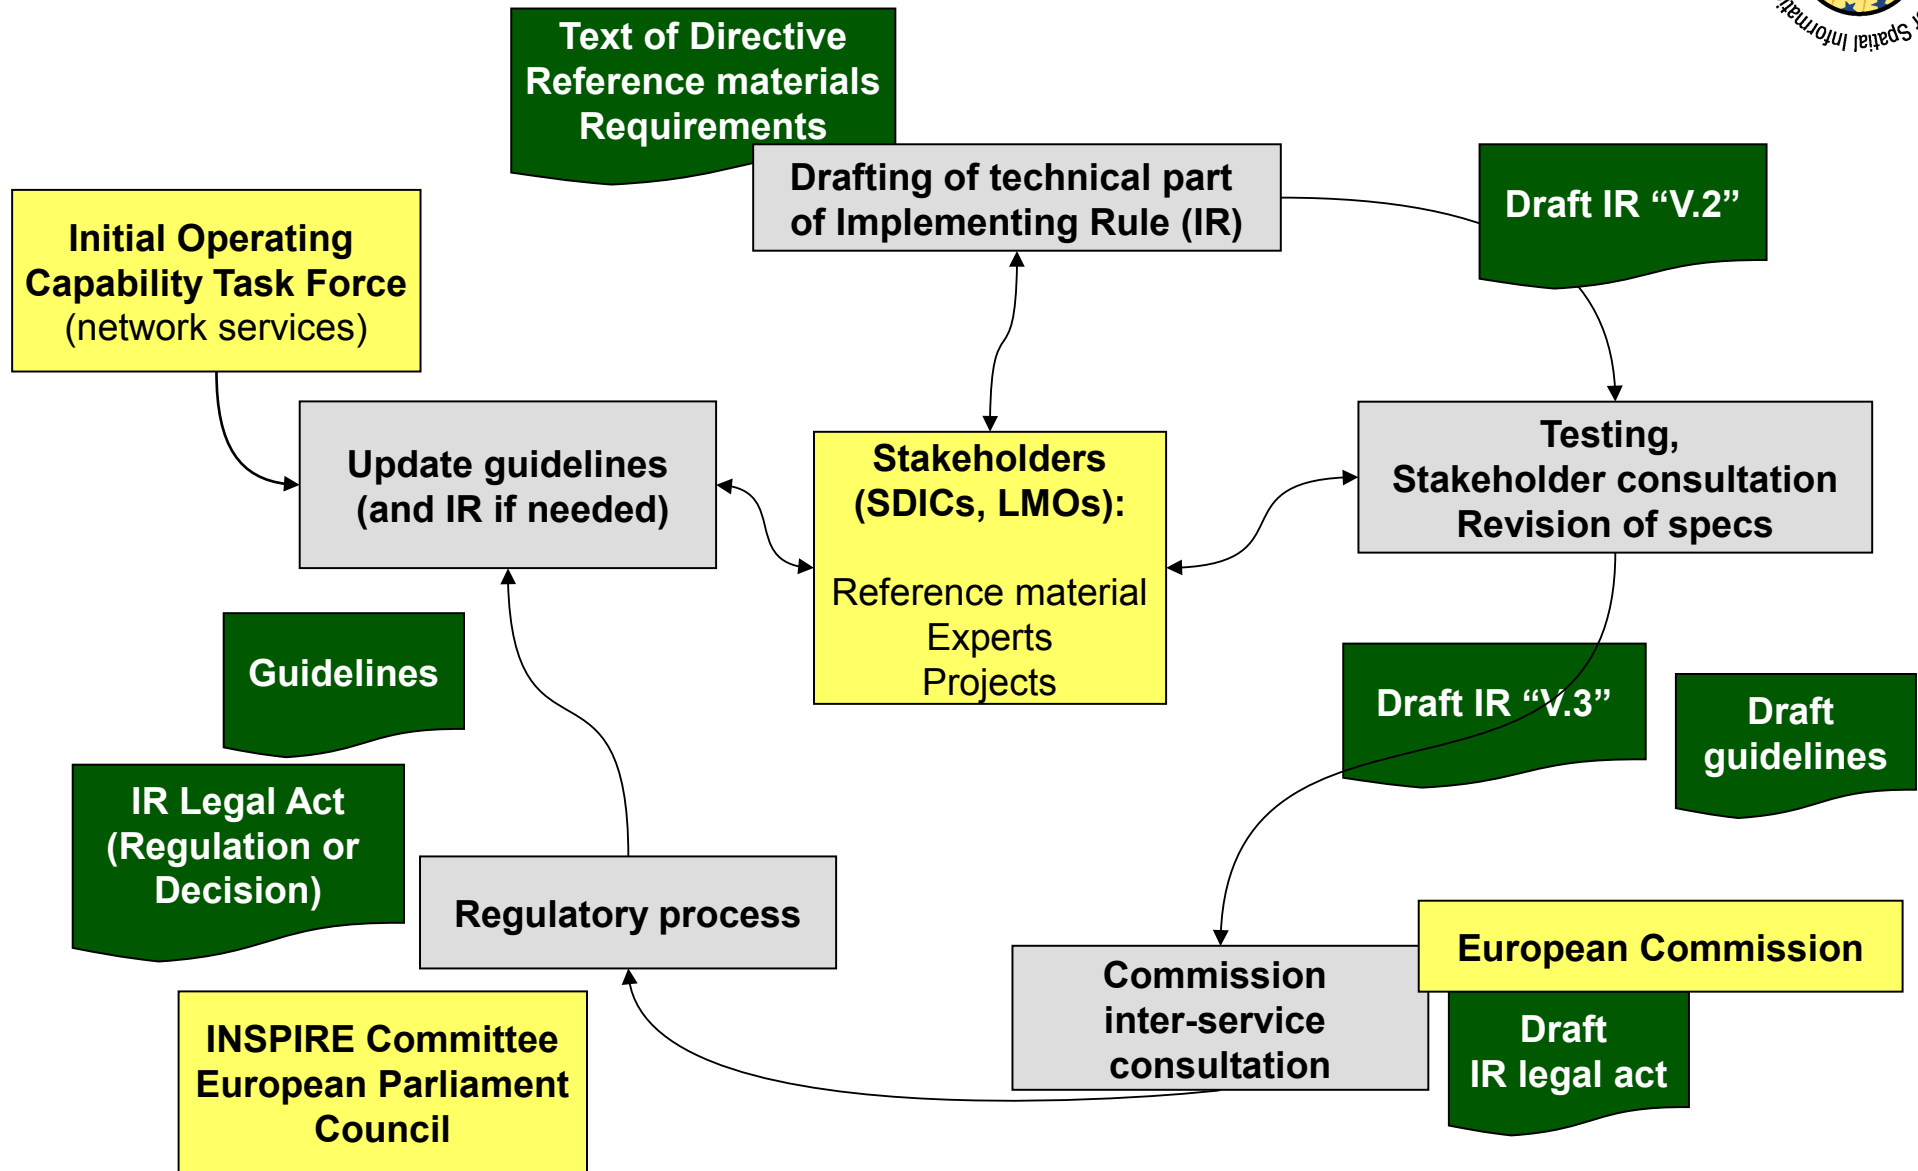 Spatial
Text of Directive
Reference materials
Requirements
Drafting of technical part
of Implementing Rule (IR)
Draft IR “V.2”
Initial Operating
Capability Task Force
(network services)
Update guidelines
(and IR if needed)
Stakeholders
(SDICs, LMOs):
Reference material
Experts
Projects
Testing,
Stakeholder consultation
Revision of specs
Guidelines
Draft IR “V.3”
Draft
guidelines
IR Legal Act
(Regulation or
Decision)
Regulatory process
European Commission
Commission
inter-service
consultation
Draft
IR legal act
INSPIRE Committee
European Parliament
Council